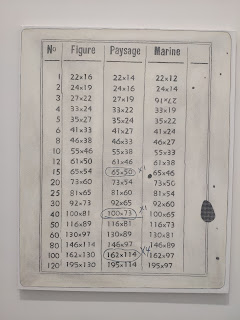 No Figure Paysage Marine
1 22×16 22×14 22×12
2 24×19 24×16 24×14
3 27×22 27×19 27×16
4 33×24 33×22 33×19
5 35×27 35×24 35×22
6 41×33 41×27 41×24
8 46×38 46×33 46×27
10 55×46 55×38 55×33
12 61×50 61×46 61×38
15 65×54 65×50 ×1 65×46
20 73×60 73×54 73×50
25 81×65 81×60 81×54
30 92×73 92×65 92×60
40 100×81 100×73 ×1 100×65
50 116×89 116×81 116×73
60 130×97 130×89 130×81
80 146×114 146×97 146×89
100 162×130 162×114 ×4 162×97
120 195×130 195×114 195×97